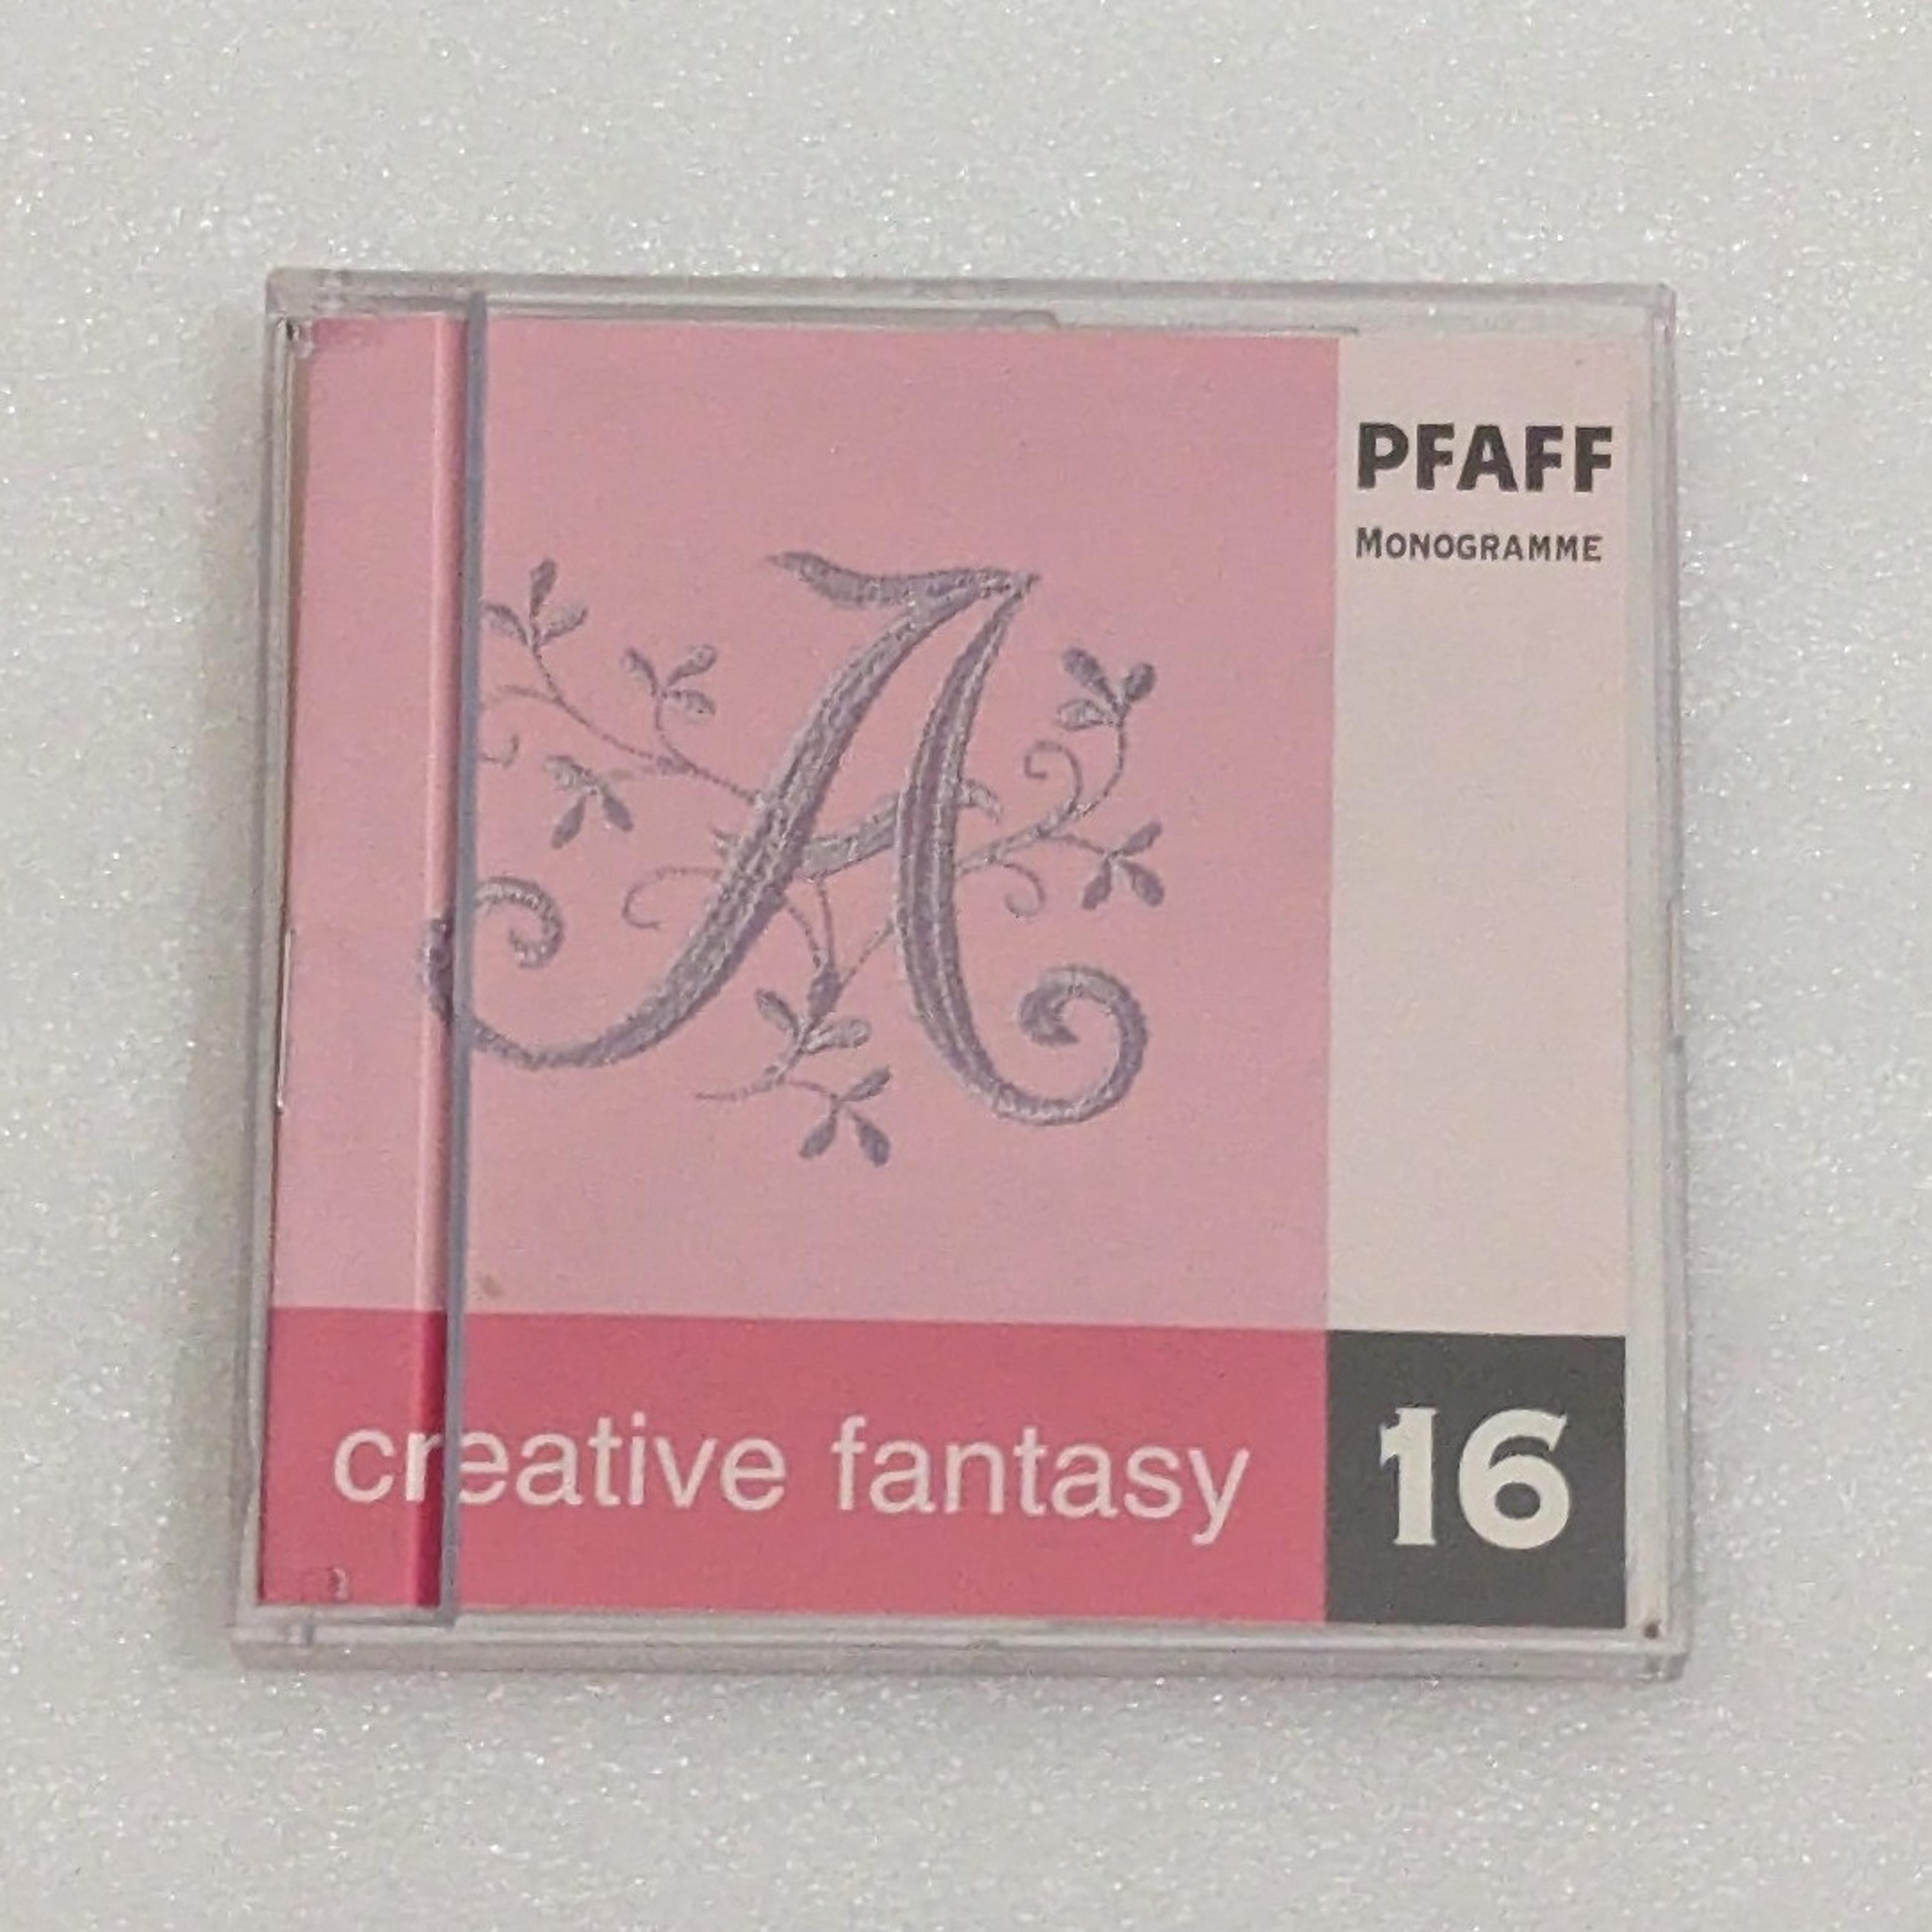 PFAFF
MONOGRAMME
A
creative fantasy
16